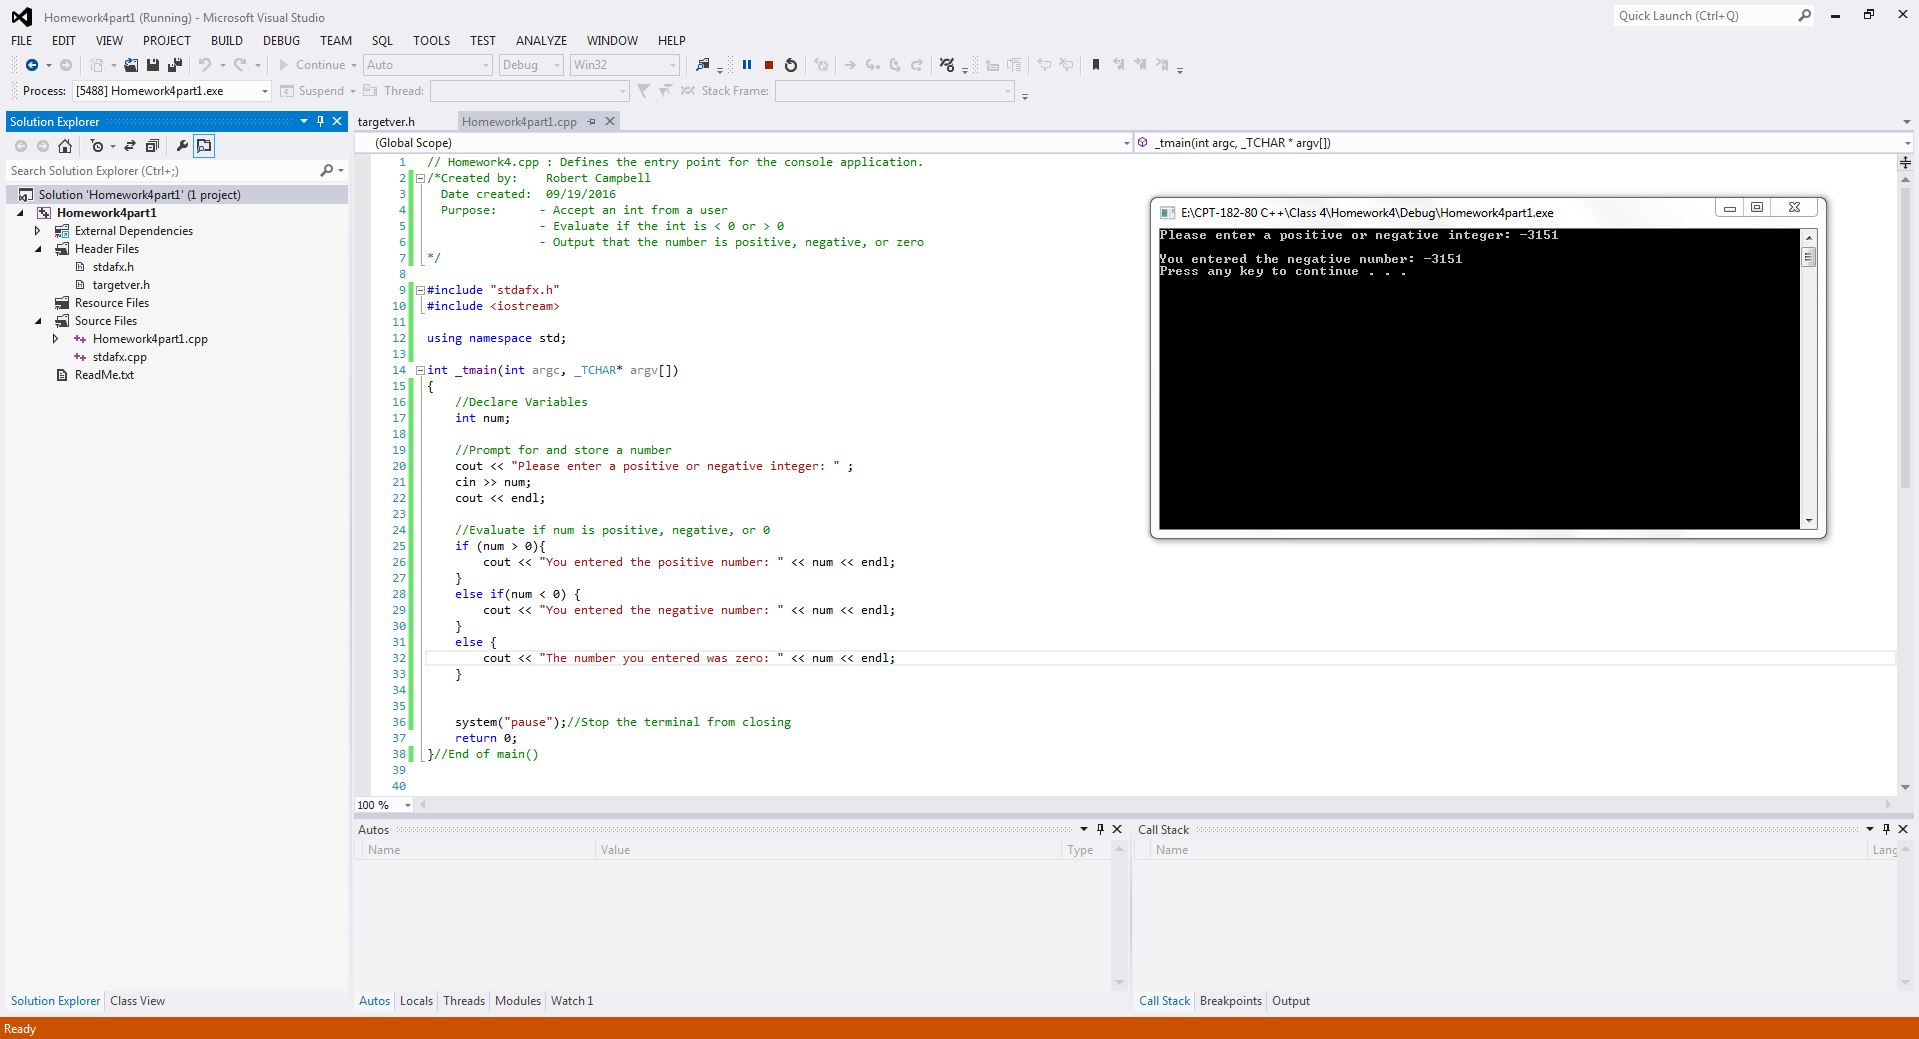 Homework4part1 (Running) - Microsoft Visual Studio
Quick Launch (Ctrl+Q)
FILE EDIT VIEW PROJECT BUILD DEBUG TEAM SQL TOOLS TEST ANALYZE WINDOW HELP
Continue Auto Debug Win32
Process: [5488] Homework4part1.exe Suspend Thread: Stack Frame:
Solution Explorer
Search Solution Explorer (Ctrl+;)
Solution 'Homework4part1' (1 project)
Homework4part1
External Dependencies
Header Files
stdafx.h
targetver.h
Resource Files
Source Files
Homework4part1.cpp
stdafx.cpp
ReadMe.txt
Solution Explorer Class View
targetver.h Homework4part1.cpp
(Global Scope) _tmain(int argc, _TCHAR * argv[])
1 // Homework4.cpp : Defines the entry point for the console application.
2 /*Created by: Robert Campbell
3 Date created: 09/19/2016
4 Purpose: - Accept an int from a user
5 - Evaluate if the int is < 0 or > 0
6 - Output that the number is positive, negative, or zero
7 */
8
9 #include "stdafx.h"
10 #include <iostream>
11
12 using namespace std;
13
14 int _tmain(int argc, _TCHAR* argv[])
15 {
16 //Declare Variables
17 int num;
18
19 //Prompt for and store a number
20 cout << "Please enter a positive or negative integer: " ;
21 cin >> num;
22 cout << endl;
23
24 //Evaluate if num is positive, negative, or 0
25 if (num > 0){
26 cout << "You entered the positive number: " << num << endl;
27 }
28 else if(num < 0) {
29 cout << "You entered the negative number: " << num << endl;
30 }
31 else {
32 cout << "The number you entered was zero: " << num << endl;
33 }
34
35
36 system("pause");//Stop the terminal from closing
37 return 0;
38 }//End of main()
39
40
100 %
E:\CPT-182-80 C++\Class 4\Homework4\Debug\Homework4part1.exe
Please enter a positive or negative integer: -3151
You entered the negative number: -3151
Press any key to continue . . .
Autos
Name Value Type
Autos Locals Threads Modules Watch 1
Call Stack
Name Lang
Call Stack Breakpoints Output
Ready